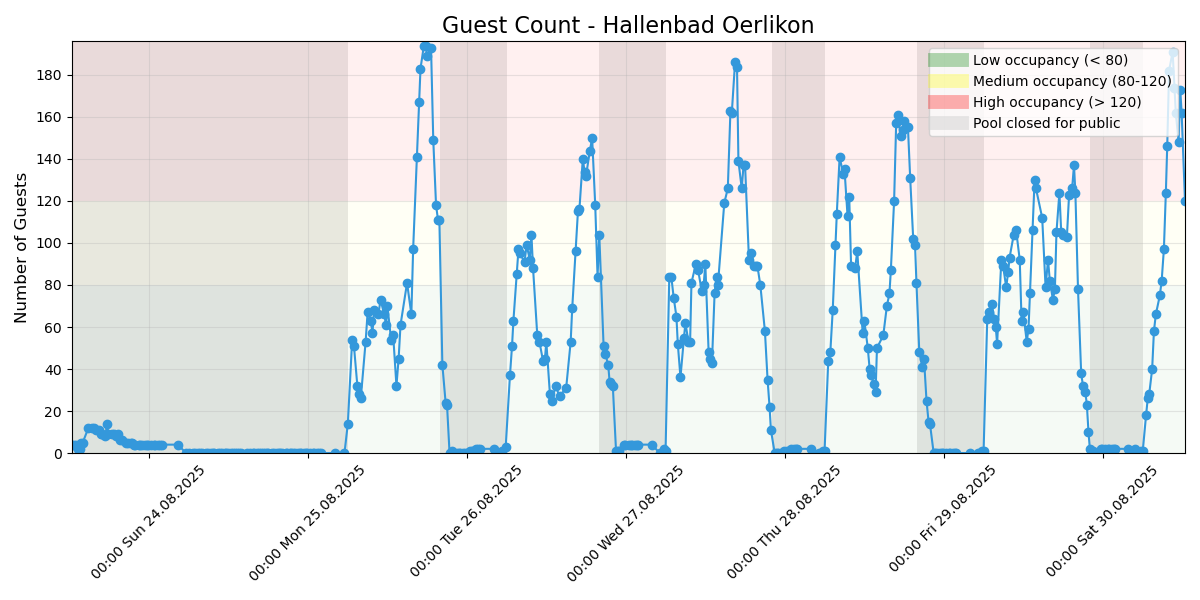 Guest Count - Hallenbad Oerlikon
Number of Guests
180
160
140
120
100
80
60
40
20
0
Low occupancy (< 80)
Medium occupancy (80-120)
High occupancy (> 120)
Pool closed for public
00:00 Sun 24.08.2025
00:00 Mon 25.08.2025
00:00 Tue 26.08.2025
00:00 Wed 27.08.2025
00:00 Thu 28.08.2025
00:00 Fri 29.08.2025
00:00 Sat 30.08.2025